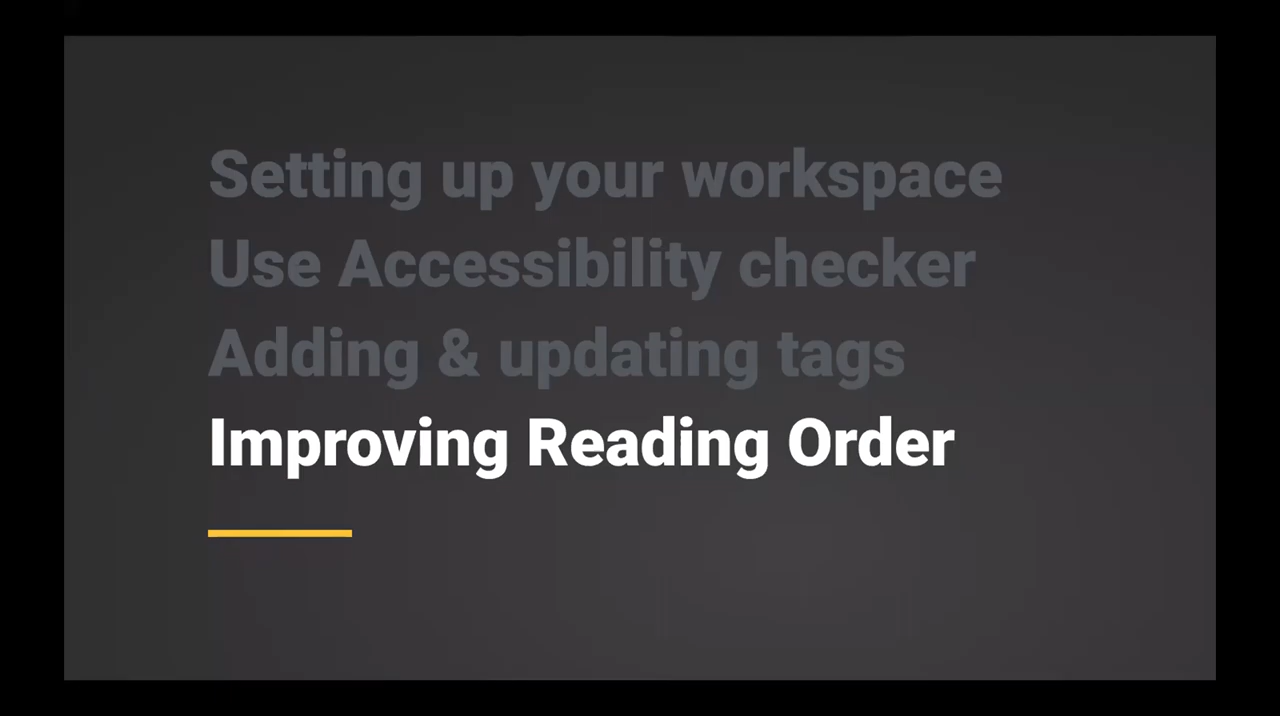 Setting up your workspace
Use Accessibility checker
Adding & updating tags
Improving Reading Order